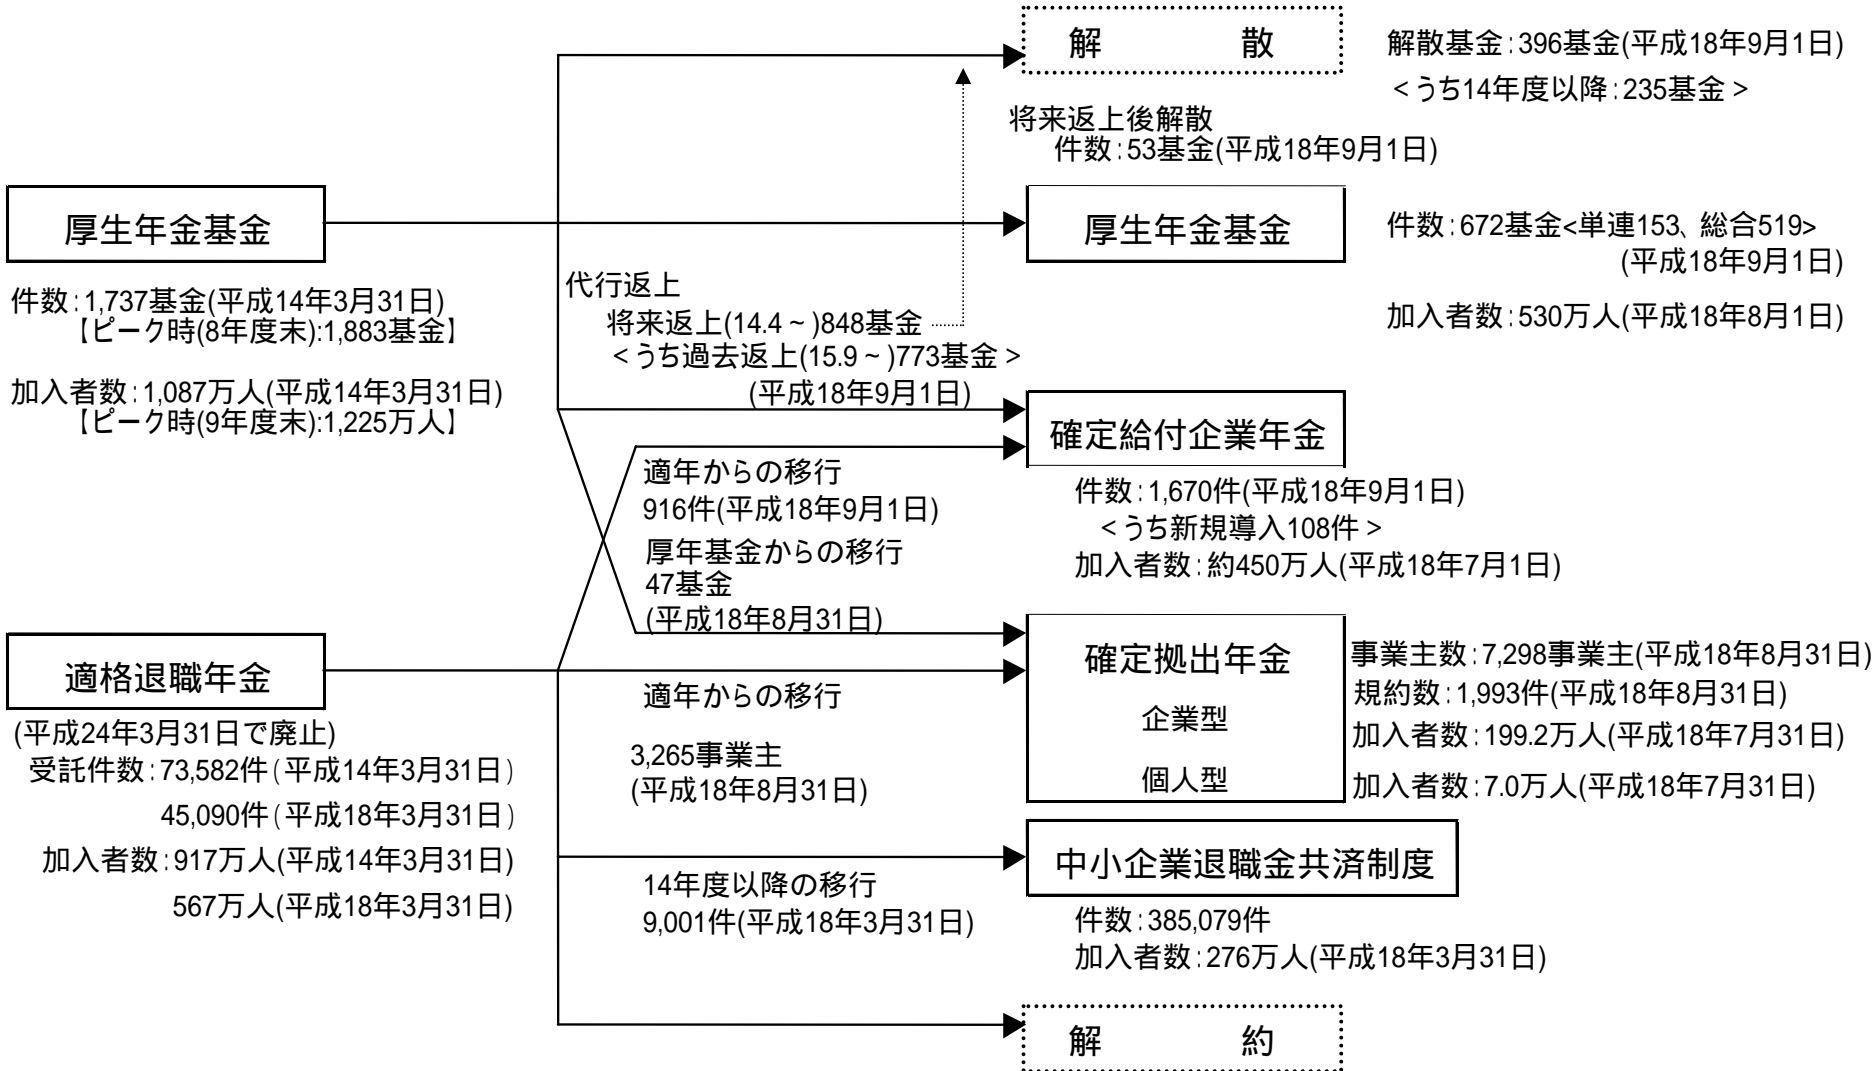 解　散
解散基金:396基金(平成18年9月1日)
<うち14年度以降:235基金>
将来返上後解散
件数:53基金(平成18年9月1日)
厚生年金基金
件数:1,737基金(平成14年3月31日)
【ピーク時(8年度末):1,883基金】
加入者数:1,087万人(平成14年3月31日)
【ピーク時(9年度末):1,225万人】
厚生年金基金
件数:672基金<単連153、総合519>
(平成18年9月1日)
加入者数:530万人(平成18年8月1日)
代行返上
将来返上(14.4~)848基金
<うち過去返上(15.9~)773基金>
(平成18年9月1日)
確定給付企業年金
件数:1,670件(平成18年9月1日)
<うち新規導入108件>
加入者数:約450万人(平成18年7月1日)
適年からの移行
916件(平成18年9月1日)
厚年基金からの移行
47基金
(平成18年8月31日)
適格退職年金
(平成24年3月31日で廃止)
受託件数:73,582件(平成14年3月31日)
45,090件(平成18年3月31日)
加入者数:917万人(平成14年3月31日)
567万人(平成18年3月31日)
適年からの移行
3,265事業主
(平成18年8月31日)
確定拠出年金
企業型
個人型
事業主数:7,298事業主(平成18年8月31日)
規約数:1,993件(平成18年8月31日)
加入者数:199.2万人(平成18年7月31日)
加入者数:7.0万人(平成18年7月31日)
14年度以降の移行
9,001件(平成18年3月31日)
中小企業退職金共済制度
件数:385,079件
加入者数:276万人(平成18年3月31日)
解　約